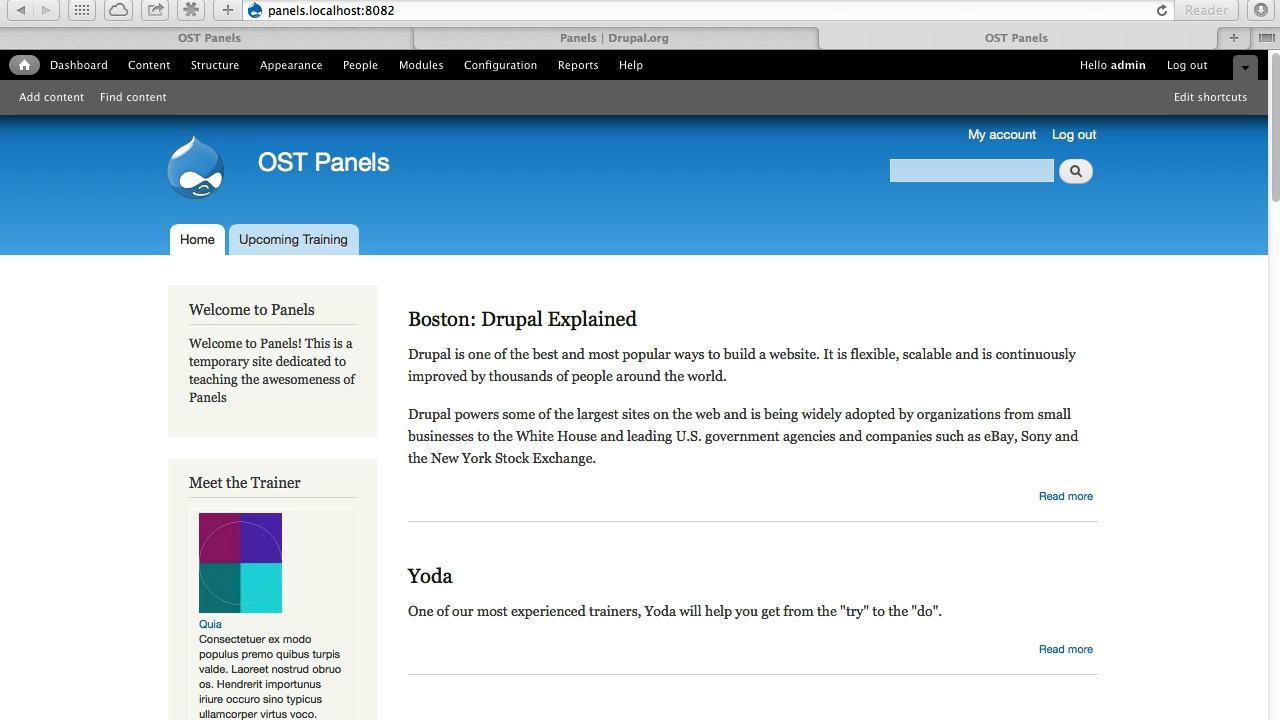 panels.localhost:8082
Reader
OST Panels
Panels | Drupal.org
OST Panels
Dashboard Content Structure Appearance People Modules Configuration Reports Help
Hello admin Log out
Add content Find content
Edit shortcuts
My account Log out
OST Panels
Home Upcoming Training
Welcome to Panels
Welcome to Panels! This is a
temporary site dedicated to
teaching the awesomeness of
Panels
Meet the Trainer
Quia
Consectetuer ex modo
populus premo quibus turpis
valde. Laoreet nostrud obruo
os. Hendrerit importunus
iriure occuro sino typicus
ullamcorper virtus voco.
Boston: Drupal Explained
Drupal is one of the best and most popular ways to build a website. It is flexible, scalable and is continuously
improved by thousands of people around the world.
Drupal powers some of the largest sites on the web and is being widely adopted by organizations from small
businesses to the White House and leading U.S. government agencies and companies such as eBay, Sony and
the New York Stock Exchange.
Read more
Yoda
One of our most experienced trainers, Yoda will help you get from the "try" to the "do".
Read more